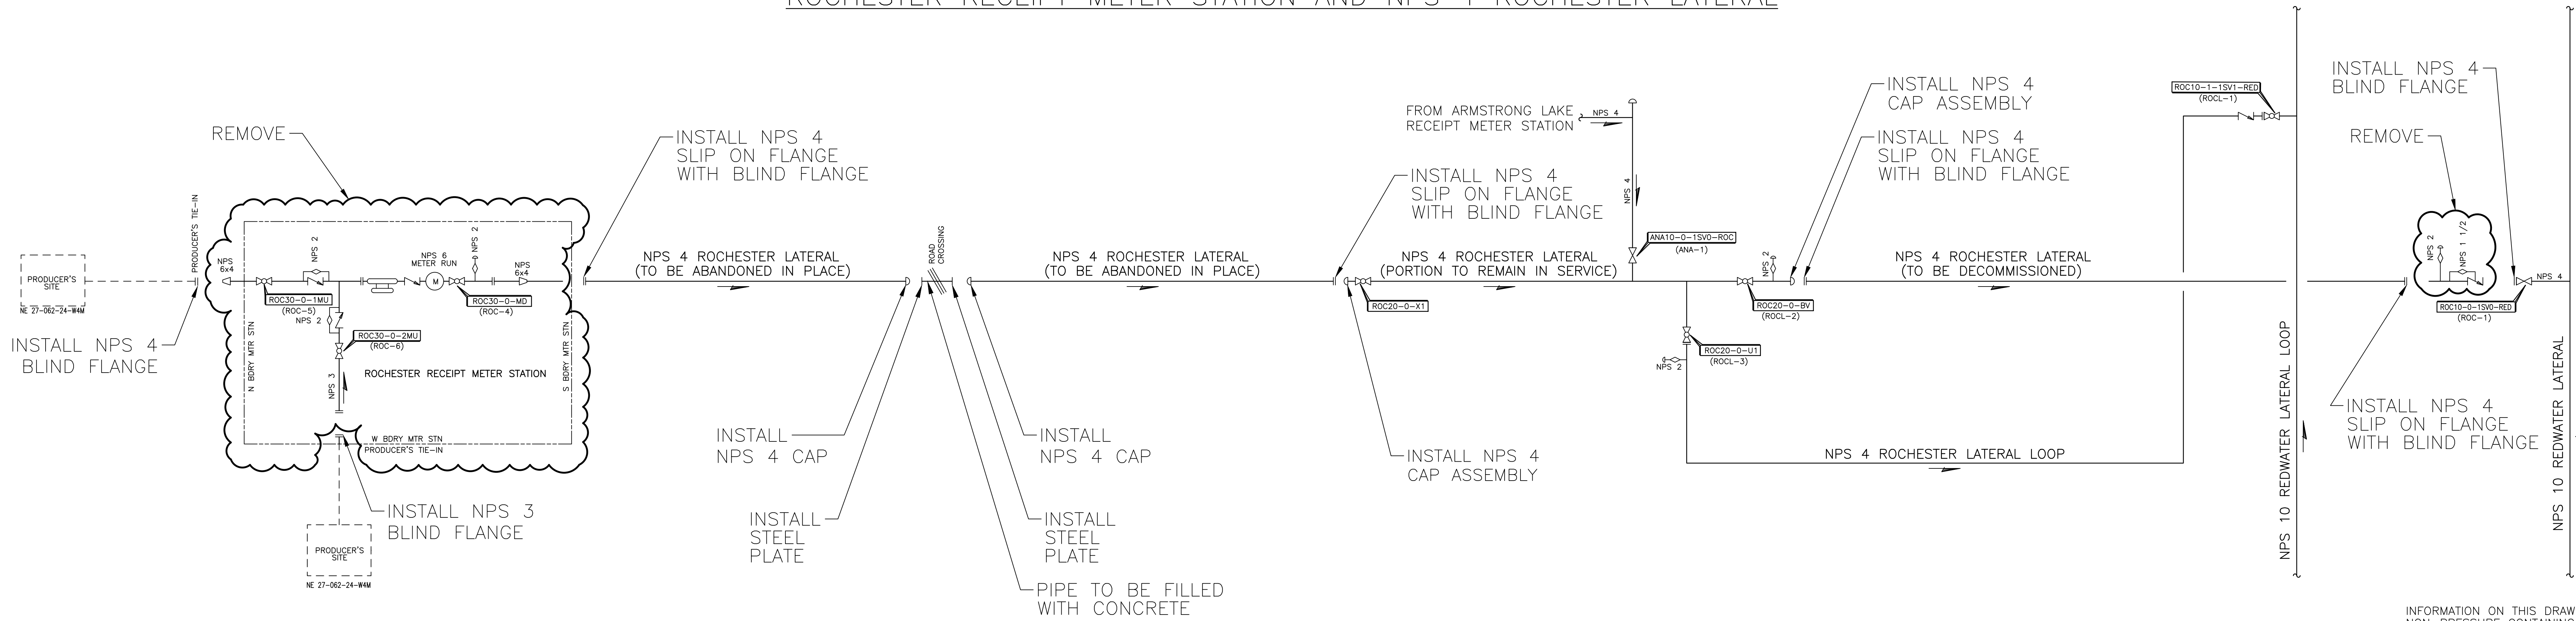 ROCHESTER RECEIPT METER STATION AND NPS 4 ROCHESTER LATERAL
REMOVE
PRODUCER'S TIE-IN
PRODUCER'S
SITE
NE 27-062-24-W4M
INSTALL NPS 4
BLIND FLANGE
NPS
6x4
NPS 2
NPS 6
METER RUN
M
NPS 2
NPS
6x4
ROC30-0-1MU
(ROC-5)
NPS 2
ROC30-0-MD
(ROC-4)
ROC30-0-2MU
(ROC-6)
N BDRY MTR STN
S BDRY MTR STN
ROCHESTER RECEIPT METER STATION
NPS 3
W BDRY MTR STN
PRODUCER'S TIE-IN
INSTALL NPS 3
BLIND FLANGE
PRODUCER'S
SITE
NE 27-062-24-W4M
INSTALL NPS 4
SLIP ON FLANGE
WITH BLIND FLANGE
NPS 4 ROCHESTER LATERAL
(TO BE ABANDONED IN PLACE)
ROAD
CROSSING
NPS 4 ROCHESTER LATERAL
(TO BE ABANDONED IN PLACE)
INSTALL
NPS 4 CAP
INSTALL
STEEL
PLATE
INSTALL
NPS 4 CAP
INSTALL
STEEL
PLATE
PIPE TO BE FILLED
WITH CONCRETE
FROM ARMSTRONG LAKE
RECEIPT METER STATION
NPS 4
INSTALL NPS 4
SLIP ON FLANGE
WITH BLIND FLANGE
NPS 4
NPS 4 ROCHESTER LATERAL
(PORTION TO REMAIN IN SERVICE)
ANA10-0-1SV0-ROC
(ANA-1)
ROC20-0-X1
INSTALL NPS 4
CAP ASSEMBLY
NPS 2
ROC20-0-BV
(ROCL-2)
ROC20-0-U1
(ROCL-3)
NPS 2
INSTALL NPS 4
CAP ASSEMBLY
INSTALL NPS 4
SLIP ON FLANGE
WITH BLIND FLANGE
NPS 4 ROCHESTER LATERAL
(TO BE DECOMMISSIONED)
NPS 4 ROCHESTER LATERAL LOOP
ROC10-1-1SV1-RED
(ROCL-1)
NPS 10 REDWATER LATERAL LOOP
INSTALL NPS 4
BLIND FLANGE
REMOVE
NPS 2
NPS 1 1/2
NPS 4
ROC10-0-1SV0-RED
(ROC-1)
INSTALL NPS 4
SLIP ON FLANGE
WITH BLIND FLANGE
NPS 10 REDWATER LATERAL
INFORMATION ON THIS DRAW